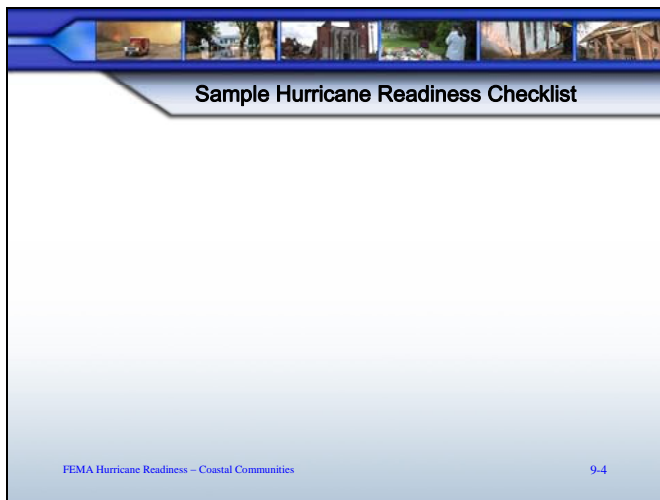 Sample Hurricane Readiness Checklist
FEMA Hurricane Readiness – Coastal Communities
9-4